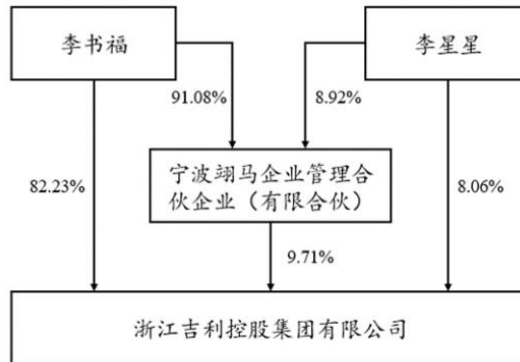 李书福
李星星
91.08%
8.92%
82.23%
宁波翊马企业管理合
伙企业（有限合伙）
8.06%
9.71%
浙江吉利控股集团有限公司